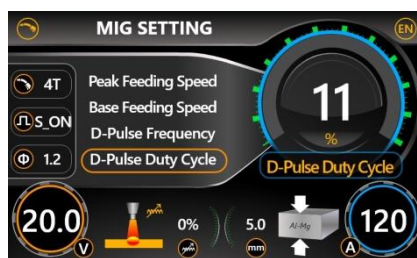 MIG SETTING
EN
4T
S_ON
Φ 1.2
Peak Feeding Speed
Base Feeding Speed
D-Pulse Frequency
D-Pulse Duty Cycle
11
%
D-Pulse Duty Cycle
20.0
V
0%
5.0
mm
Al-Mg
120
A